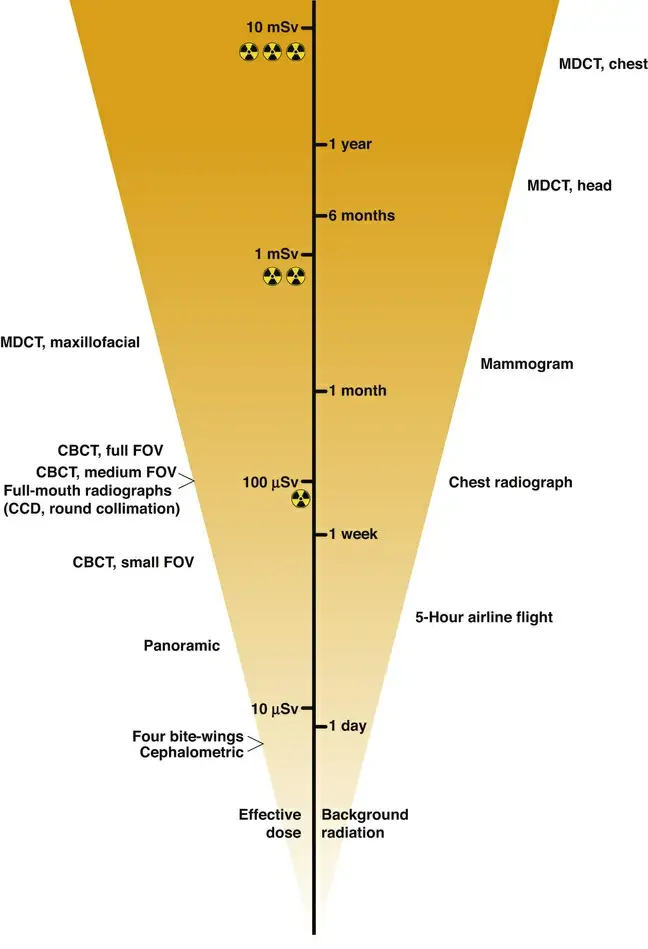 10 mSv
MDCT, chest
1 year
MDCT, head
6 months
1 mSv
MDCT, maxillofacial
Mammogram
1 month
CBCT, full FOV
CBCT, medium FOV
Full-mouth radiographs
(CCD, round collimation)
100 μSv
Chest radiograph
1 week
CBCT, small FOV
5-Hour airline flight
Panoramic
10 μSv
1 day
Four bite-wings
Cephalometric
Effective
dose
Background
radiation